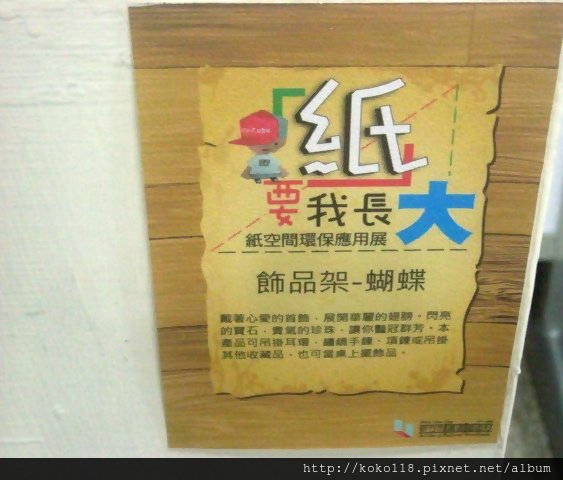 「紙」
要我長大
紙空間環保應用展
飾品架-蝴蝶
戴著心愛的首飾，展開華麗的翅膀。閃亮
的寶石，貴氣的珍珠，讓你豔冠群芳。本
產品可吊掛耳環、纏繞手鍊、項鍊或吊掛
其他收藏品，也可當桌上擺飾品。
http://koko118.pixnet.net/album